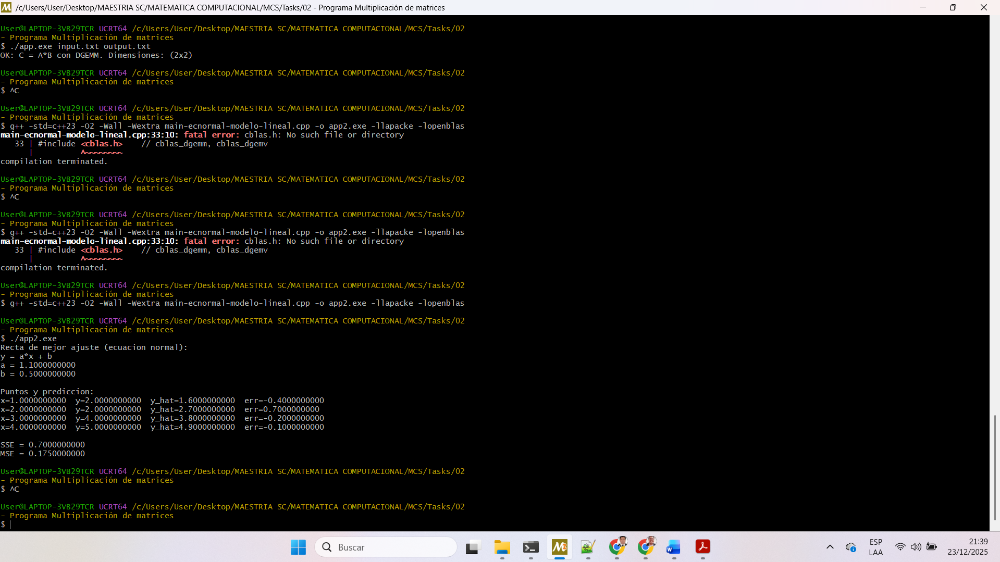 /c/Users/User/Desktop/MAESTRIA SC/MATEMATICA COMPUTACIONAL/MCS/Tasks/02 - Programa Multiplicación de matrices
User@LAPTOP-3VB29TCR UCRT64 /c/Users/User/Desktop/MAESTRIA SC/MATEMATICA COMPUTACIONAL/MCS/Tasks/02
- Programa Multiplicación de matrices
$ ./app.exe input.txt output.txt
OK: C = A*B con DGEMM. Dimensiones: (2x2)
User@LAPTOP-3VB29TCR UCRT64 /c/Users/User/Desktop/MAESTRIA SC/MATEMATICA COMPUTACIONAL/MCS/Tasks/02
- Programa Multiplicación de matrices
$ ^C
User@LAPTOP-3VB29TCR UCRT64 /c/Users/User/Desktop/MAESTRIA SC/MATEMATICA COMPUTACIONAL/MCS/Tasks/02
- Programa Multiplicación de matrices
$ g++ -std=c++23 -O2 -Wall -Wextra main-ecnormal-modelo-lineal.cpp -o app2.exe -llapacke -lopenblas
main-ecnormal-modelo-lineal.cpp:33:10: fatal error: cblas.h: No such file or directory
   33 | #include <cblas.h>    // cblas_dgemm, cblas_dgemv
      |          ^~~~~~~~~
compilation terminated.
User@LAPTOP-3VB29TCR UCRT64 /c/Users/User/Desktop/MAESTRIA SC/MATEMATICA COMPUTACIONAL/MCS/Tasks/02
- Programa Multiplicación de matrices
$ ^C
User@LAPTOP-3VB29TCR UCRT64 /c/Users/User/Desktop/MAESTRIA SC/MATEMATICA COMPUTACIONAL/MCS/Tasks/02
- Programa Multiplicación de matrices
$ g++ -std=c++23 -O2 -Wall -Wextra main-ecnormal-modelo-lineal.cpp -o app2.exe -llapacke -lopenblas
main-ecnormal-modelo-lineal.cpp:33:10: fatal error: cblas.h: No such file or directory
   33 | #include <cblas.h>    // cblas_dgemm, cblas_dgemv
      |          ^~~~~~~~~
compilation terminated.
User@LAPTOP-3VB29TCR UCRT64 /c/Users/User/Desktop/MAESTRIA SC/MATEMATICA COMPUTACIONAL/MCS/Tasks/02
- Programa Multiplicación de matrices
$ g++ -std=c++23 -O2 -Wall -Wextra main-ecnormal-modelo-lineal.cpp -o app2.exe -llapacke -lopenblas
User@LAPTOP-3VB29TCR UCRT64 /c/Users/User/Desktop/MAESTRIA SC/MATEMATICA COMPUTACIONAL/MCS/Tasks/02
- Programa Multiplicación de matrices
$ ./app2.exe
Recta de mejor ajuste (ecuacion normal):
y = a*x + b
a = 1.1000000000
b = 0.5000000000
Puntos y prediccion:
x=1.0000000000  y=2.0000000000  y_hat=1.6000000000  err=-0.4000000000
x=2.0000000000  y=2.0000000000  y_hat=2.7000000000  err=0.7000000000
x=3.0000000000  y=4.0000000000  y_hat=3.8000000000  err=-0.2000000000
x=4.0000000000  y=5.0000000000  y_hat=4.9000000000  err=-0.1000000000
SSE = 0.7000000000
MSE = 0.1750000000
User@LAPTOP-3VB29TCR UCRT64 /c/Users/User/Desktop/MAESTRIA SC/MATEMATICA COMPUTACIONAL/MCS/Tasks/02
- Programa Multiplicación de matrices
$ ^C
User@LAPTOP-3VB29TCR UCRT64 /c/Users/User/Desktop/MAESTRIA SC/MATEMATICA COMPUTACIONAL/MCS/Tasks/02
- Programa Multiplicación de matrices
$
Buscar
ESP
LAA
21:39
23/12/2025